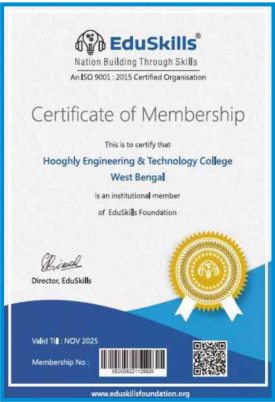 EduSkills®
Nation Building Through Skills
An ISO 9001 : 2015 Certified Organisation
Certificate of Membership
This is to certify that
Hooghly Engineering & Technology College
West Bengal
is an institutional member
of EduSkills Foundation
Director, EduSkills
Valid Till : NOV 2025
Membership No :
www.eduskillsfoundation.org